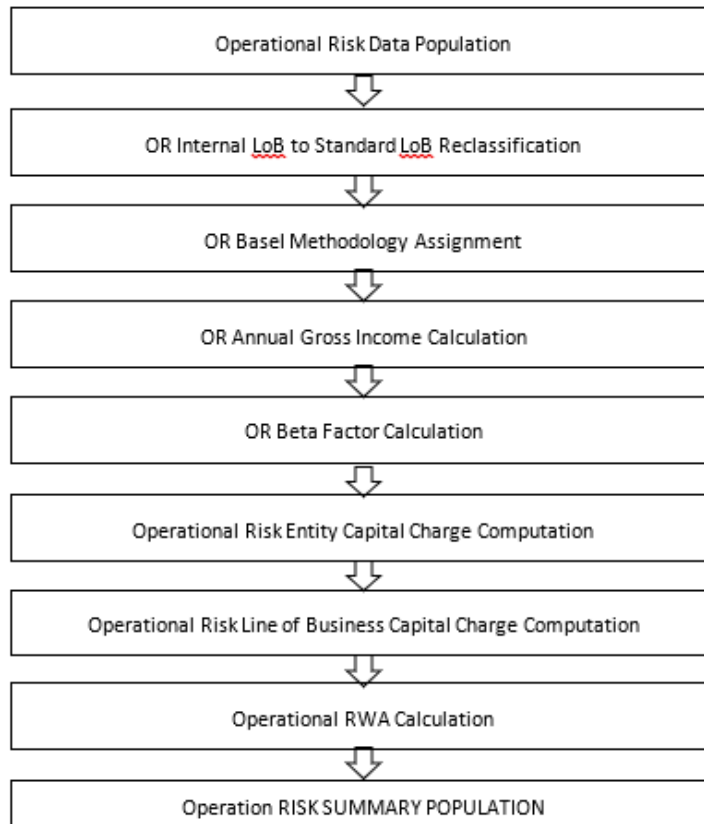 Operational Risk Data Population
OR Internal LoB to Standard LoB Reclassification
OR Basel Methodology Assignment
OR Annual Gross Income Calculation
OR Beta Factor Calculation
Operational Risk Entity Capital Charge Computation
Operational Risk Line of Business Capital Charge Computation
Operational RWA Calculation
Operation RISK SUMMARY POPULATION